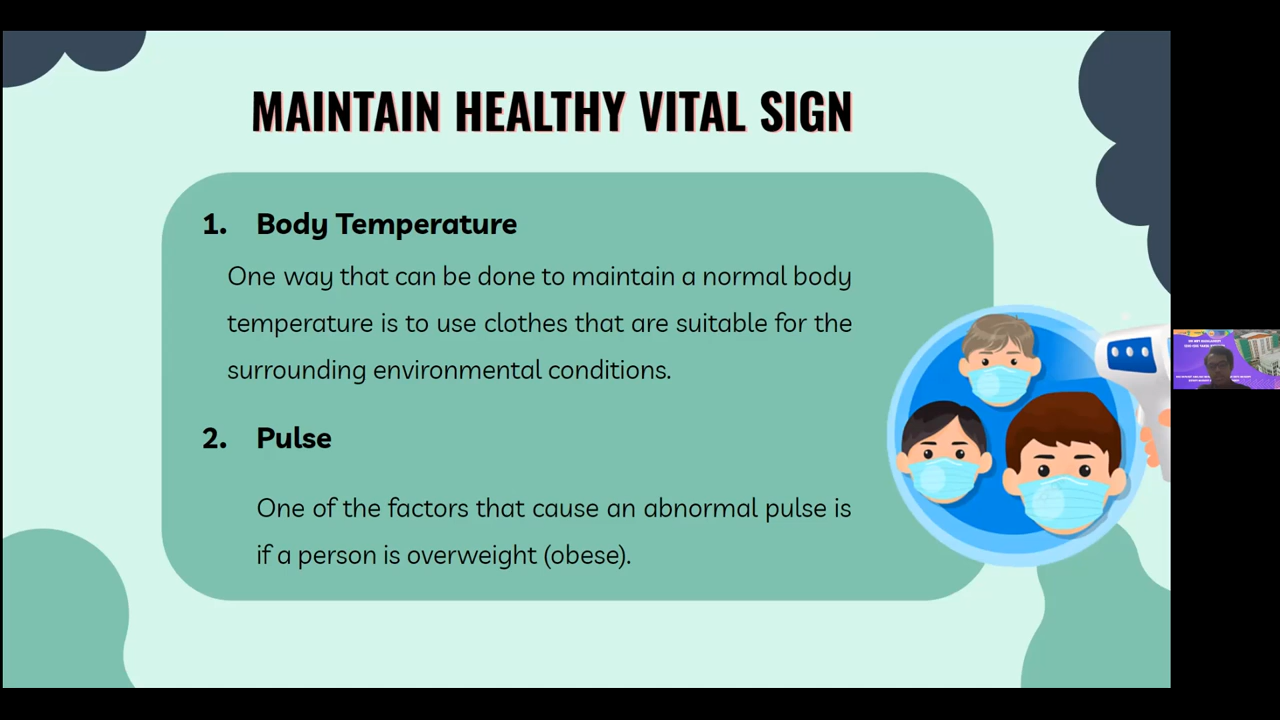 MAINTAIN HEALTHY VITAL SIGN
1. Body Temperature
One way that can be done to maintain a normal body
temperature is to use clothes that are suitable for the
surrounding environmental conditions.
2. Pulse
One of the factors that cause an abnormal pulse is
if a person is overweight (obese).